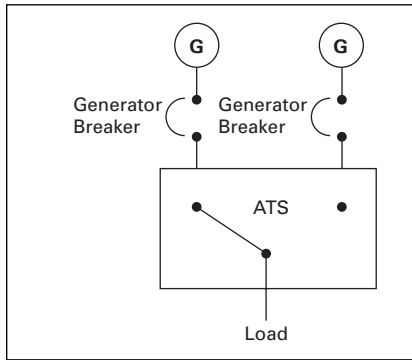 G
G
Generator
Breaker
Generator
Breaker
ATS
Load